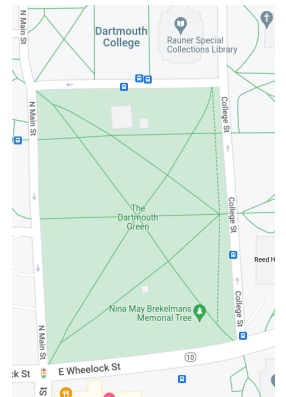 N Main St
Dartmouth
College
Rauner Special
Collections Library
N Main St
College St
The
Dartmouth
Green
College St
Reed H
College St
Nina May Brekelmans
Memorial Tree
N Main St
10
E Wheelock St
ck St
St